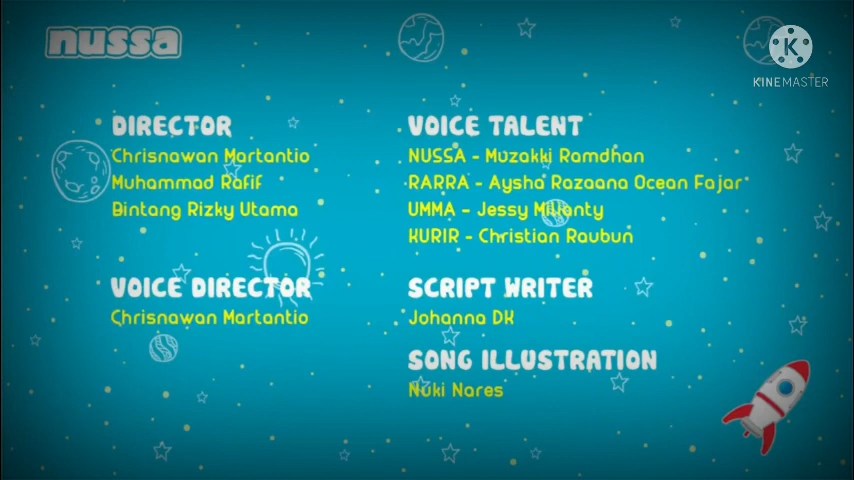 nussa
KINEMASTER
DIRECTOR
Chrisnawan Martantio
Muhammad Rafif
Bintang Rizky Utama
VOICE DIRECTOR
Chrisnawan Martantio
VOICE TALENT
NUSSA - Muzakki Ramdhan
RARRA - Aysha Razaana Ocean Fajar
UMMA - Jessy Millianty
KURIR - Christian Raubun
SCRIPT WRITER
Johanna DK
SONG ILLUSTRATION
Nuki Nares